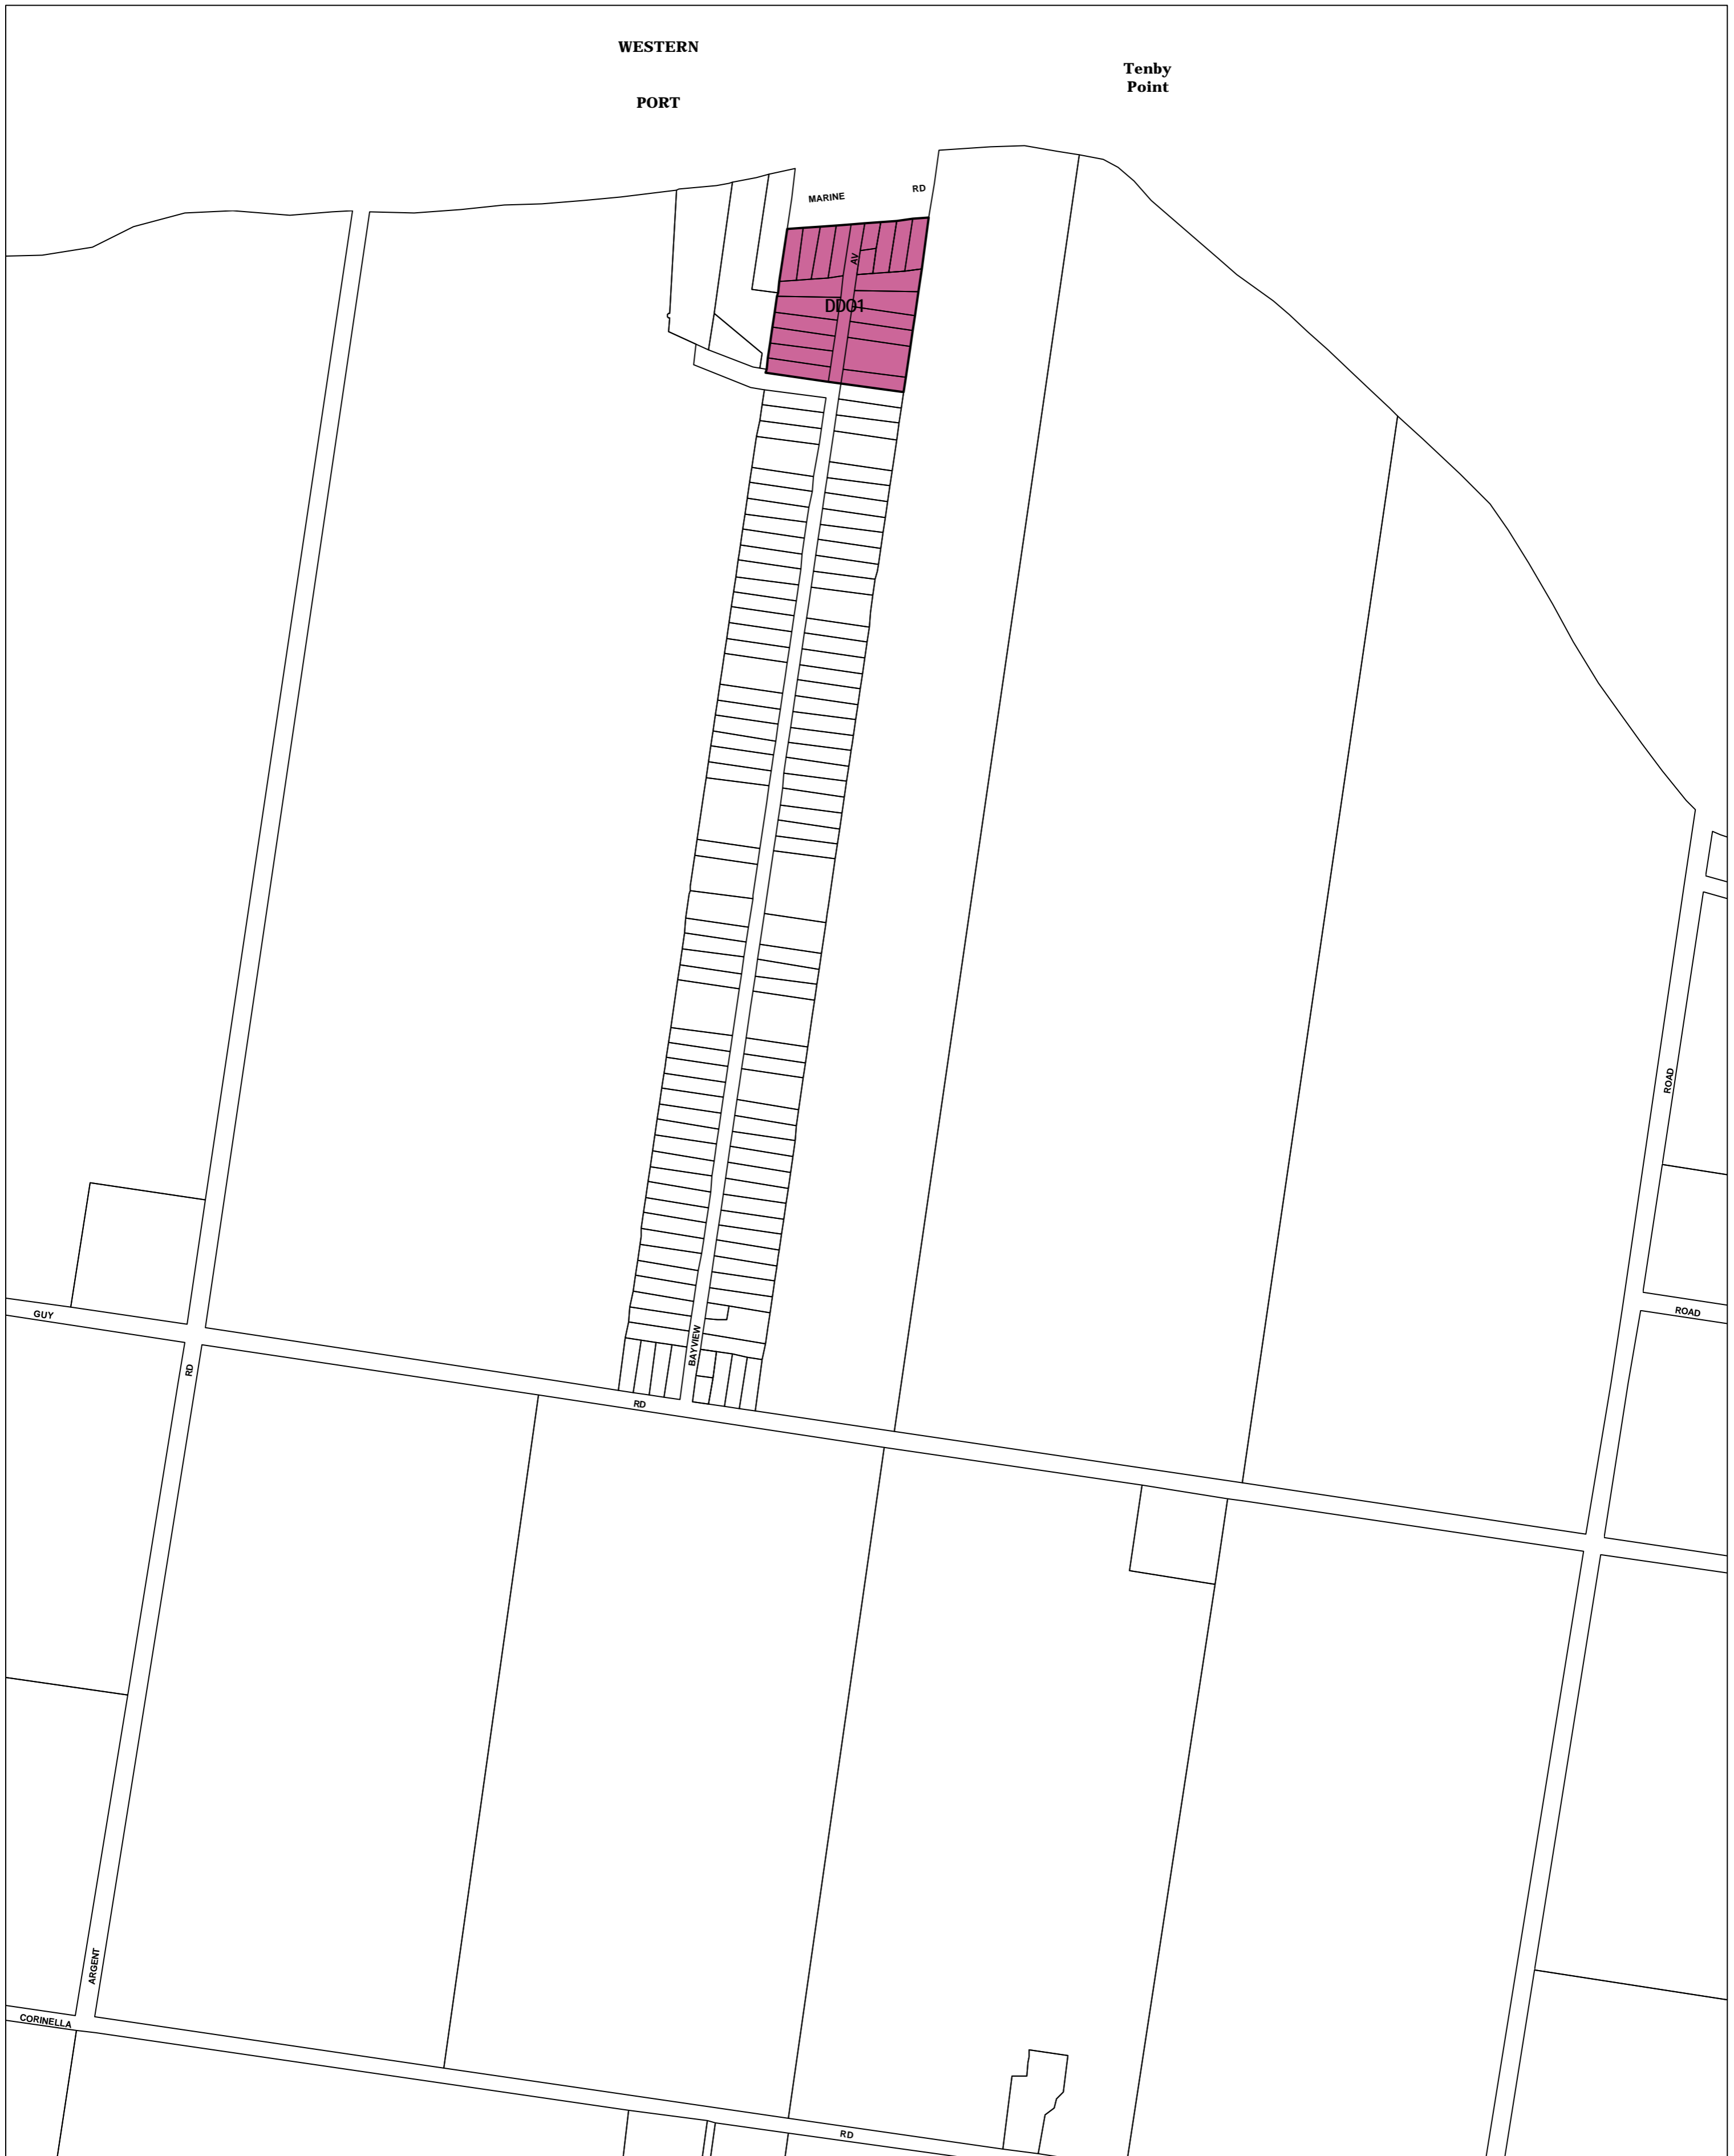 WESTERN
PORT
Tenby
Point
MARINE
RD
AV
DDO1
ROAD
GUY
ROAD
RD
BAYVIEW
RD
ARGENT
CORINELLA
RD